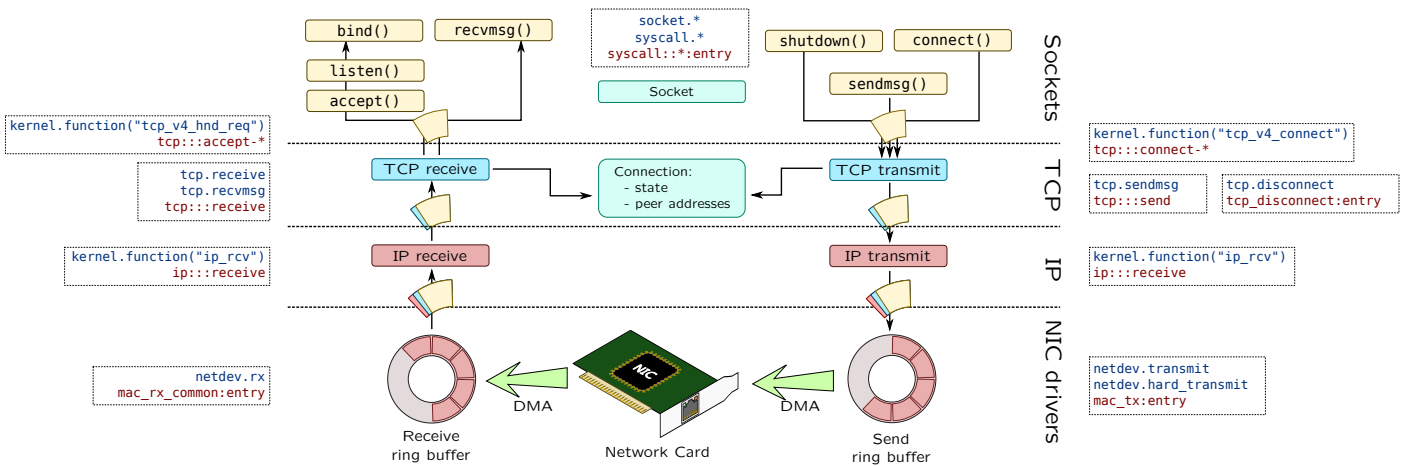 bind()
recvmsg()
listen()
accept()
socket.*
syscall.*
syscall::*:entry
Socket
shutdown()
connect()
sendmsg()
Sockets
kernel.function("tcp_v4_hnd_req")
tcp:::accept-*
tcp.receive
tcp.recvmsg
tcp:::receive
TCP receive
Connection:
- state
- peer addresses
TCP transmit
TCP
kernel.function("tcp_v4_connect")
tcp:::connect-*
tcp.sendmsg
tcp:::send
tcp.disconnect
tcp_disconnect:entry
kernel.function("ip_rcv")
ip:::receive
IP receive
IP transmit
IP
kernel.function("ip_rcv")
ip:::receive
netdev.rx
mac_rx_common:entry
Receive
ring buffer
DMA
NIC
Network Card
DMA
Send
ring buffer
NIC drivers
netdev.transmit
netdev.hard_transmit
mac_tx:entry